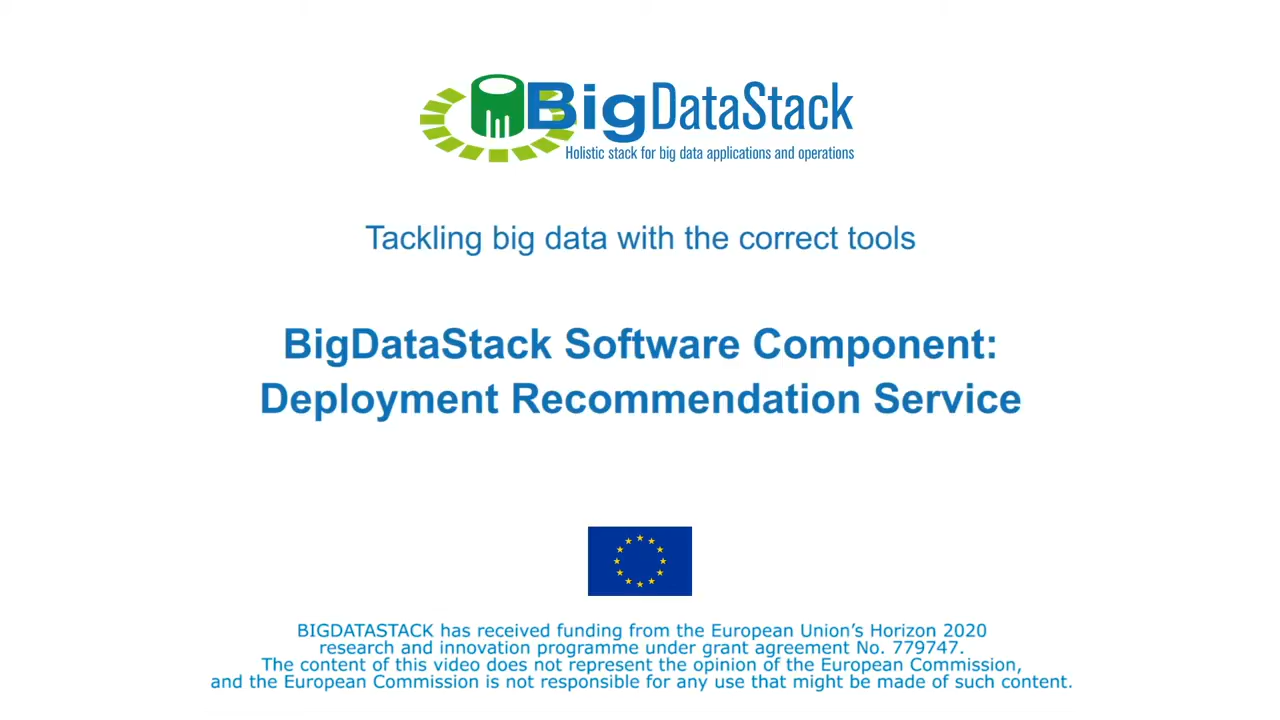 BigDataStack
Holistic stack for big data applications and operations
Tackling big data with the correct tools
BigDataStack Software Component:
Deployment Recommendation Service
BIGDATASTACK has received funding from the European Union’s Horizon 2020
research and innovation programme under grant agreement No. 779747.
The content of this video does not represent the opinion of the European Commission,
and the European Commission is not responsible for any use that might be made of such content.